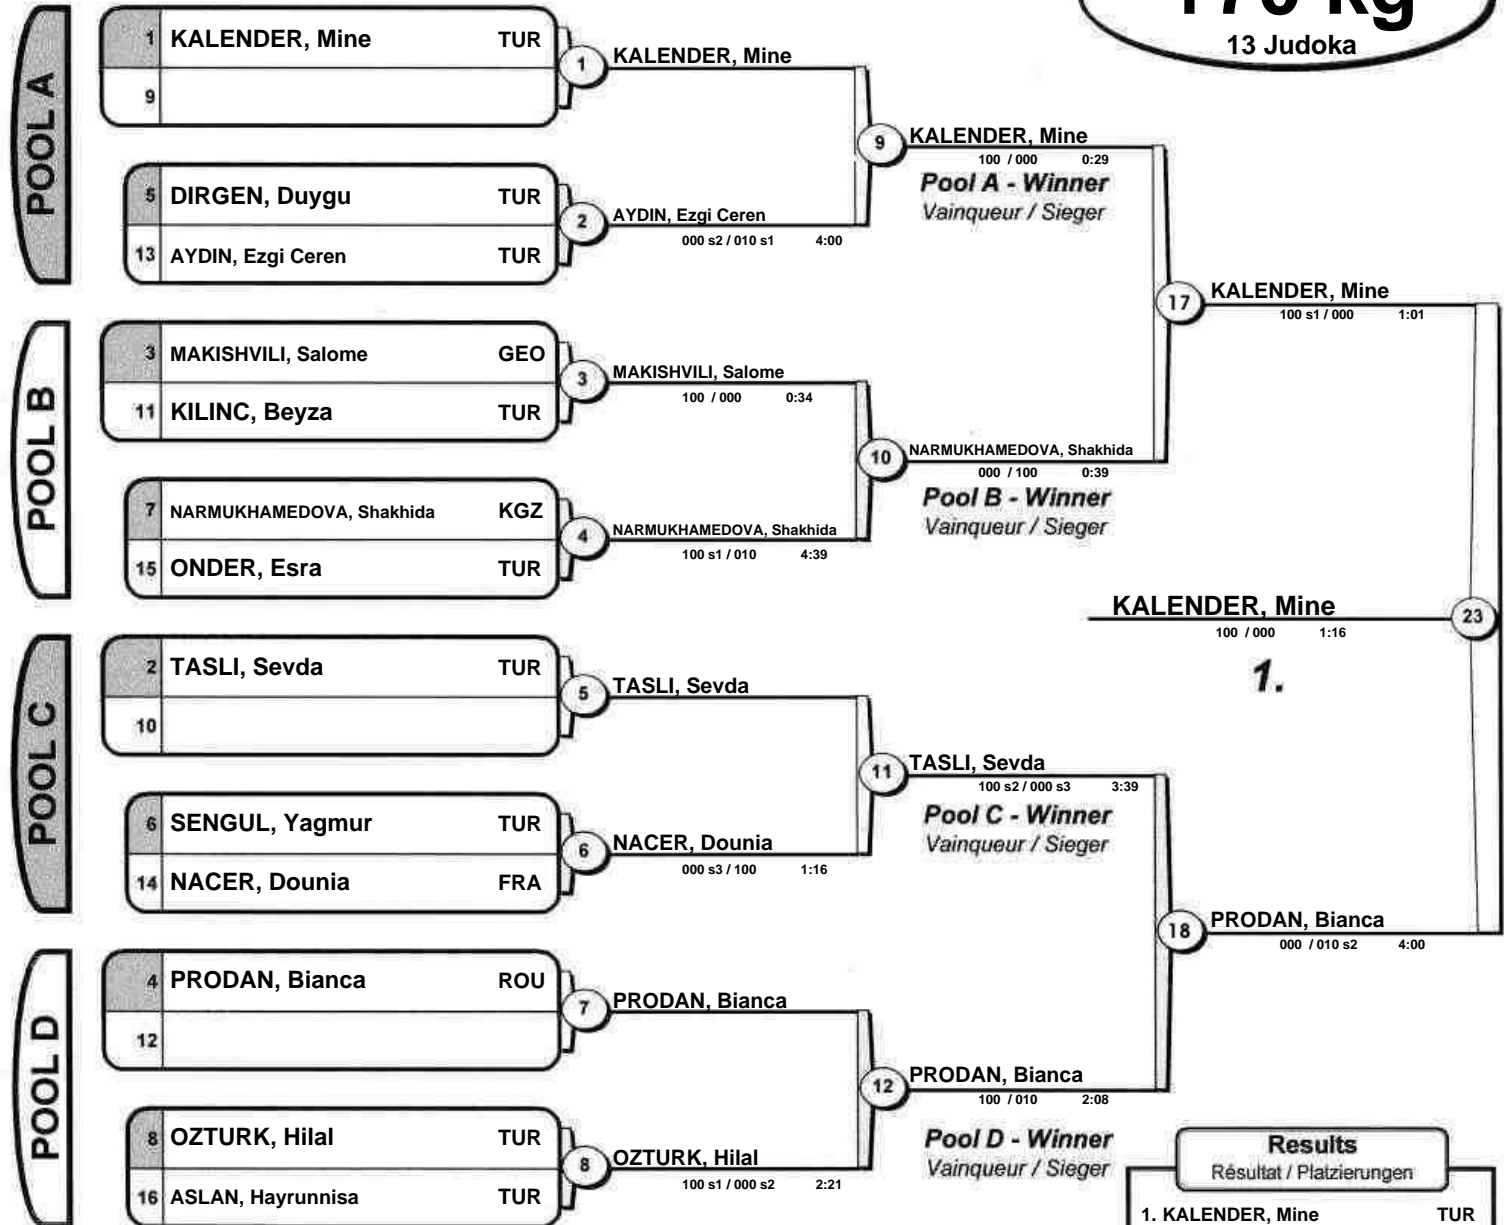 13 Judoka
POOL A
1 KALENDER, Mine TUR
9
1 KALENDER, Mine
5 DIRGEN, Duygu TUR
13 AYDIN, Ezgi Ceren TUR
2 AYDIN, Ezgi Ceren
000 s2 / 010 s1 4:00
9 KALENDER, Mine
100 / 000 0:29
Pool A - Winner
Vainqueur / Sieger
POOL B
3 MAKISHVILI, Salome GEO
11 KILINC, Beyza TUR
3 MAKISHVILI, Salome
100 / 000 0:34
7 NARMUKHAMEDOVA, Shakhida KGZ
15 ONDER, Esra TUR
4 NARMUKHAMEDOVA, Shakhida
100 s1 / 010 4:39
10 NARMUKHAMEDOVA, Shakhida
000 / 100 0:39
Pool B - Winner
Vainqueur / Sieger
17 KALENDER, Mine
100 s1 / 000 1:01
KALENDER, Mine 23
100 / 000 1:16
1.
POOL C
2 TASLI, Sevda TUR
10
5 TASLI, Sevda
6 SENGUL, Yagmur TUR
14 NACER, Dounia FRA
6 NACER, Dounia
000 s3 / 100 1:16
11 TASLI, Sevda
100 s2 / 000 s3 3:39
Pool C - Winner
Vainqueur / Sieger
POOL D
4 PRODAN, Bianca ROU
12
7 PRODAN, Bianca
8 OZTURK, Hilal TUR
16 ASLAN, Hayrunnisa TUR
8 OZTURK, Hilal
100 s1 / 000 s2 2:21
12 PRODAN, Bianca
100 / 010 2:08
Pool D - Winner
Vainqueur / Sieger
18 PRODAN, Bianca
000 / 010 s2 4:00
Results
Résultat / Platzierungen
1. KALENDER, Mine TUR